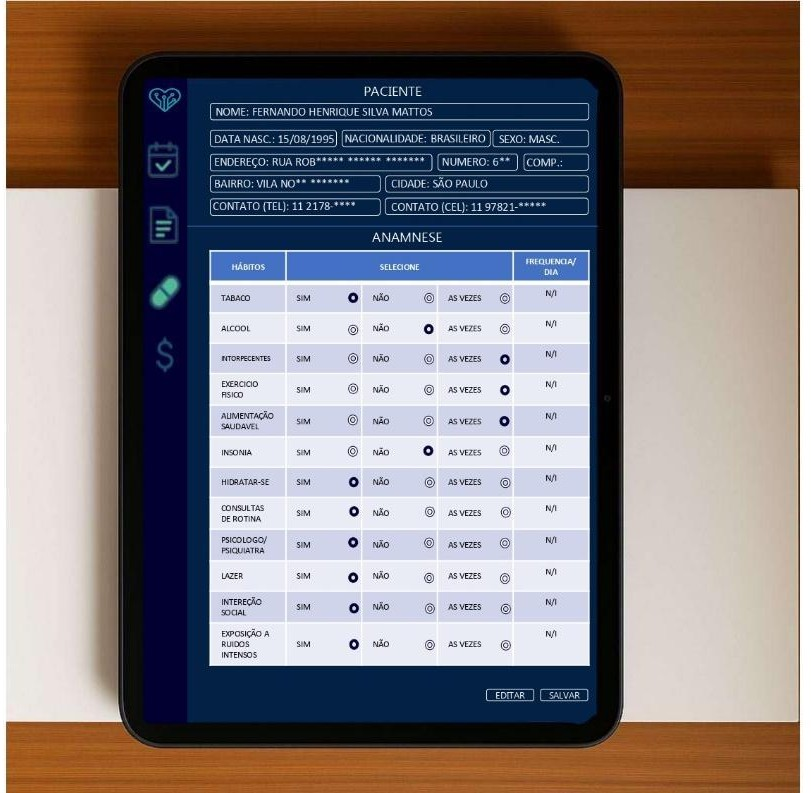 PACIENTE
NOME: FERNANDO HENRIQUE SILVA MATTOS
DATA NASC.: 15/08/1995 NACIONALIDADE: BRASILEIRO SEXO: MASC.
ENDEREÇO: RUA ROB***** ****** ******* NUMERO: 6** COMP.:
BAIRRO: VILA NO** ******* CIDADE: SÃO PAULO
CONTATO (TEL): 11 2178-**** CONTATO (CEL): 11 97821-*****
ANAMNESE
HÁBITOS SELECIONE FREQUENCIA/
DIA
TABACO SIM NÃO AS VEZES N/I
ALCOOL SIM NÃO AS VEZES N/I
INTORPECENTES SIM NÃO AS VEZES N/I
EXERCICIO
FISICO SIM NÃO AS VEZES N/I
ALIMENTAÇÃO
SAUDAVEL SIM NÃO AS VEZES N/I
INSONIA SIM NÃO AS VEZES N/I
HIDRATAR-SE SIM NÃO AS VEZES N/I
CONSULTAS
DE ROTINA SIM NÃO AS VEZES N/I
PSICOLOGO/
PSIQUIATRA SIM NÃO AS VEZES N/I
LAZER SIM NÃO AS VEZES N/I
INTEREÇÃO
SOCIAL SIM NÃO AS VEZES N/I
EXPOSIÇÃO A
RUIDOS
INTENSOS SIM NÃO AS VEZES N/I
EDITAR SALVAR